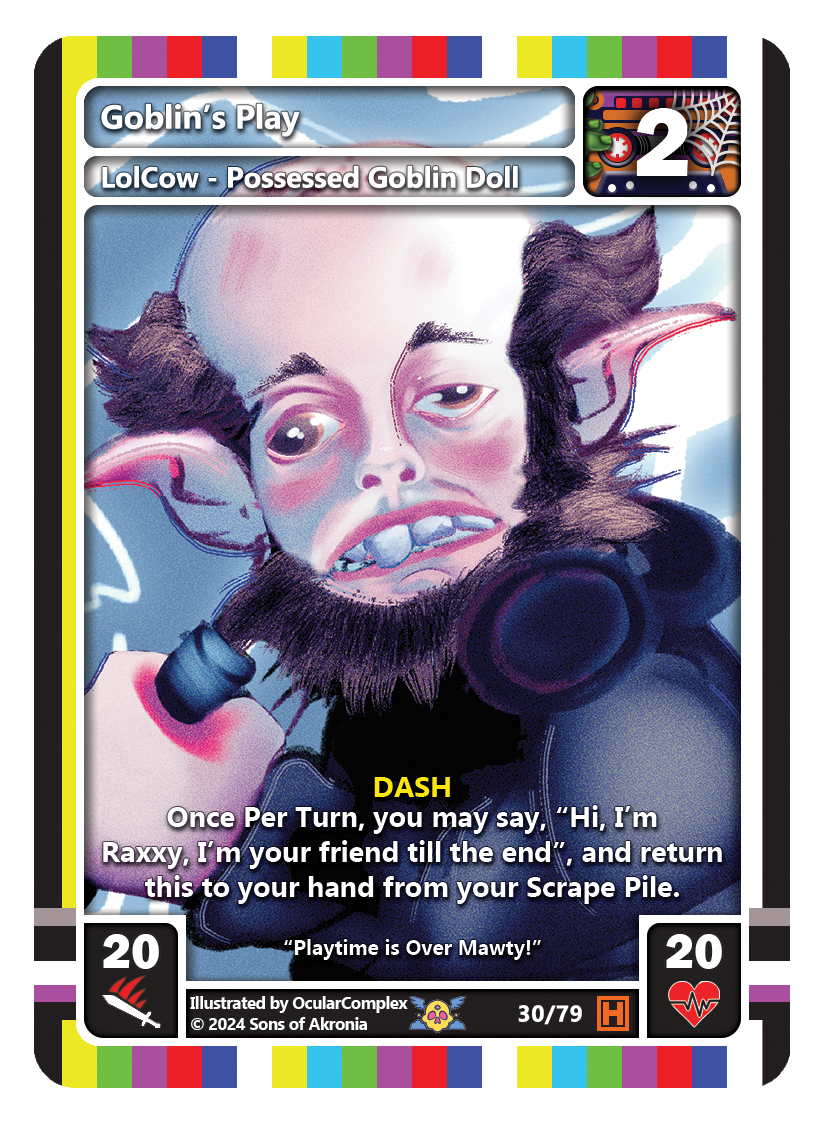 Goblin’s Play
2
LolCow - Possessed Goblin Doll
DASH
Once Per Turn, you may say, “Hi, I’m
Raxxy, I’m your friend till the end”, and return
this to your hand from your Scrape Pile.
“Playtime is Over Mawty!”
20
20
Illustrated by OcularComplex
© 2024 Sons of Akronia
30/79
H